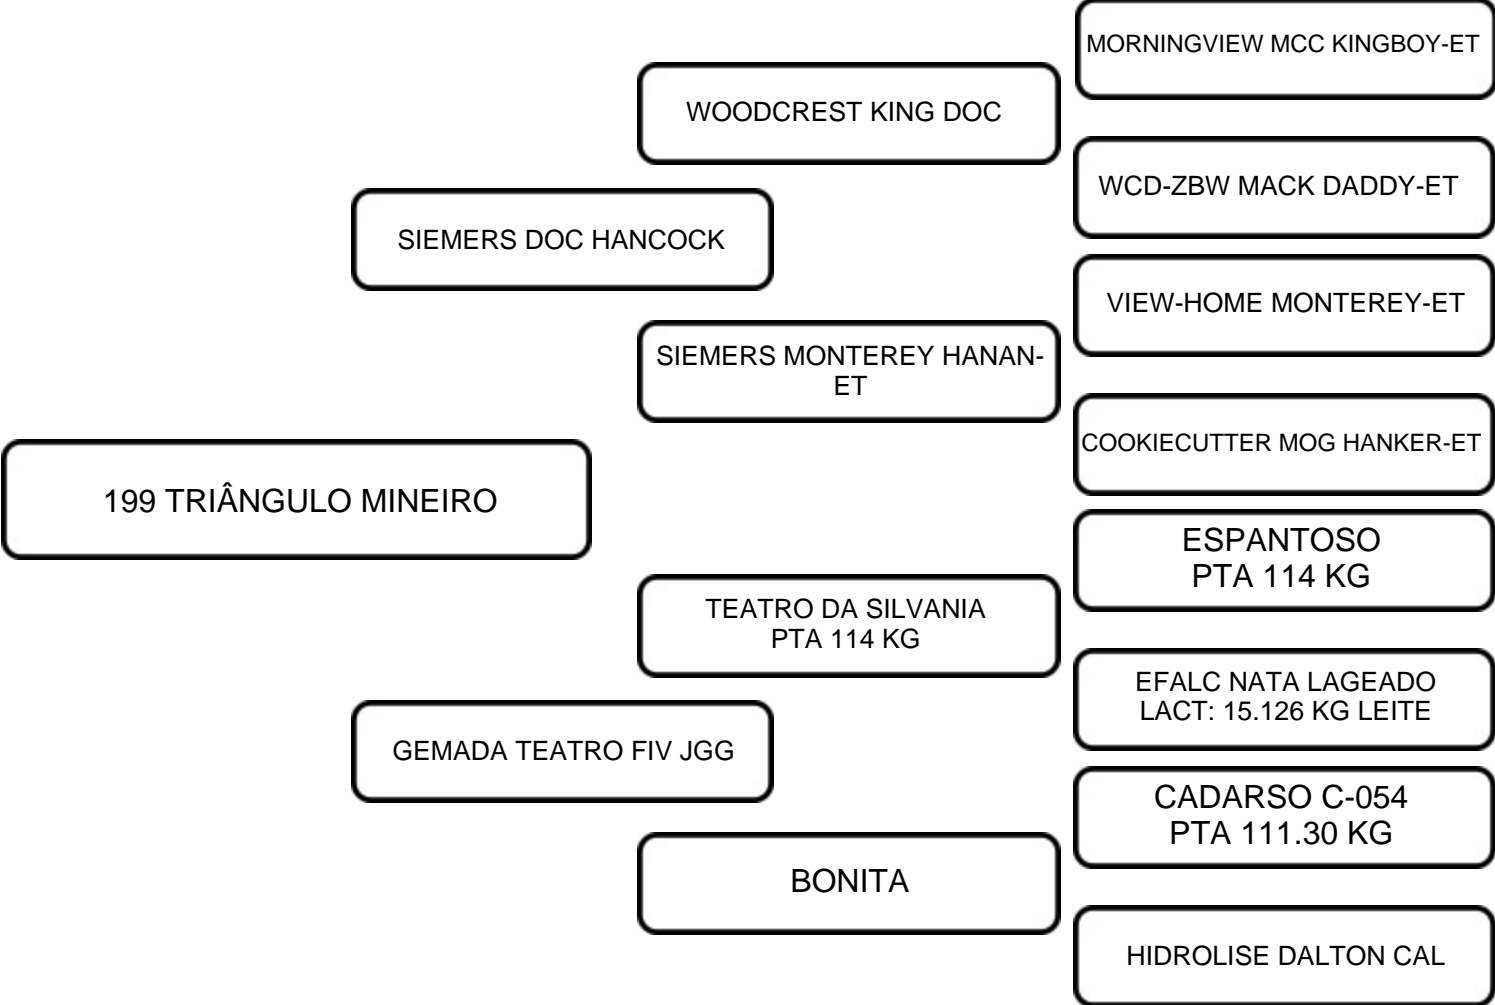 MORNINGVIEW MCC KINGBOY-ET
WOODCREST KING DOC
WCD-ZBW MACK DADDY-ET
SIEMERS DOC HANCOCK
VIEW-HOME MONTEREY-ET
SIEMERS MONTEREY HANAN-
ET
COOKIECUTTER MOG HANKER-ET
199 TRIÂNGULO MINEIRO
ESPANTOSO
PTA 114 KG
TEATRO DA SILVANIA
PTA 114 KG
EFALC NATA LAGEADO
LACT: 15.126 KG LEITE
GEMADA TEATRO FIV JGG
CADARSO C-054
PTA 111.30 KG
BONITA
HIDROLISE DALTON CAL